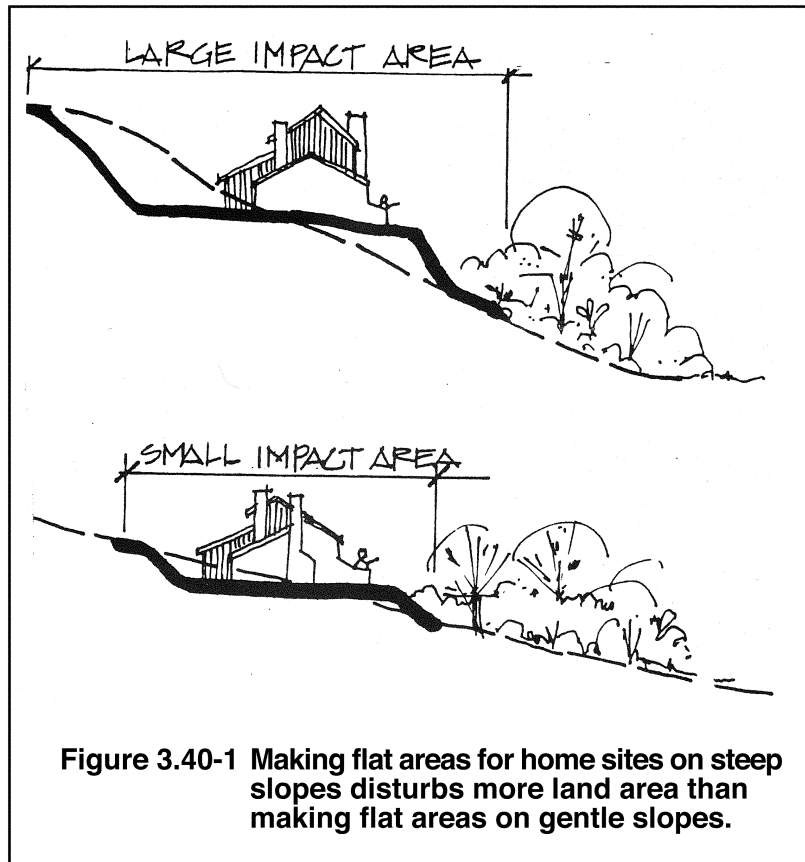 LARGE IMPACT AREA
SMALL IMPACT AREA
Figure 3.40-1 Making flat areas for home sites on steep
slopes disturbs more land area than
making flat areas on gentle slopes.